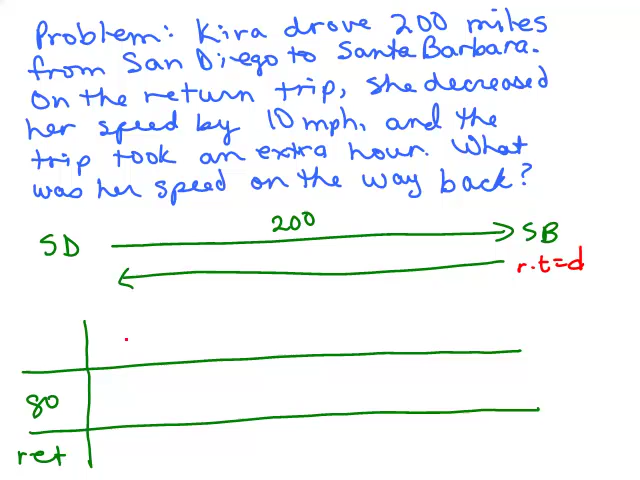 Problem: Kira drove 200 miles
from San Diego to Santa Barbara.
On the return trip, she decreased
her speed by 10 mph, and the
trip took an extra hour. What
was her speed on the way back?
200
SD
SB
r.t=d
go
ret